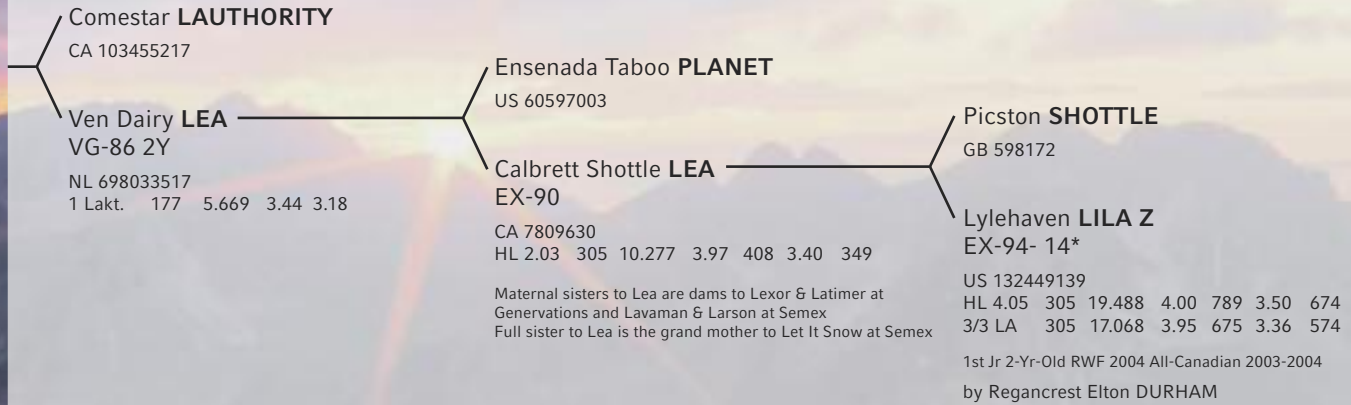 Comestar LAUTHORITY
CA 103455217
Ven Dairy LEA
VG-86 2Y
NL 698033517
1 Lakt. 177 5.669 3.44 3.18
Ensenada Taboo PLANET
US 60597003
Calbrett Shottle LEA
EX-90
CA 7809630
HL 2.03 305 10.277 3.97 408 3.40 349
Maternal sisters to Lea are dams to Lexor & Latimer at
Genervations and Lavaman & Larson at Semex
Full sister to Lea is the grand mother to Let It Snow at Semex
Picston SHOTTLE
GB 598172
Lylehaven LILA Z
EX-94- 14*
US 132449139
HL 4.05 305 19.488 4.00 789 3.50 674
3/3 LA 305 17.068 3.95 675 3.36 574
1st Jr 2-Yr-Old RWF 2004 All-Canadian 2003-2004
by Regancrest Elton DURHAM